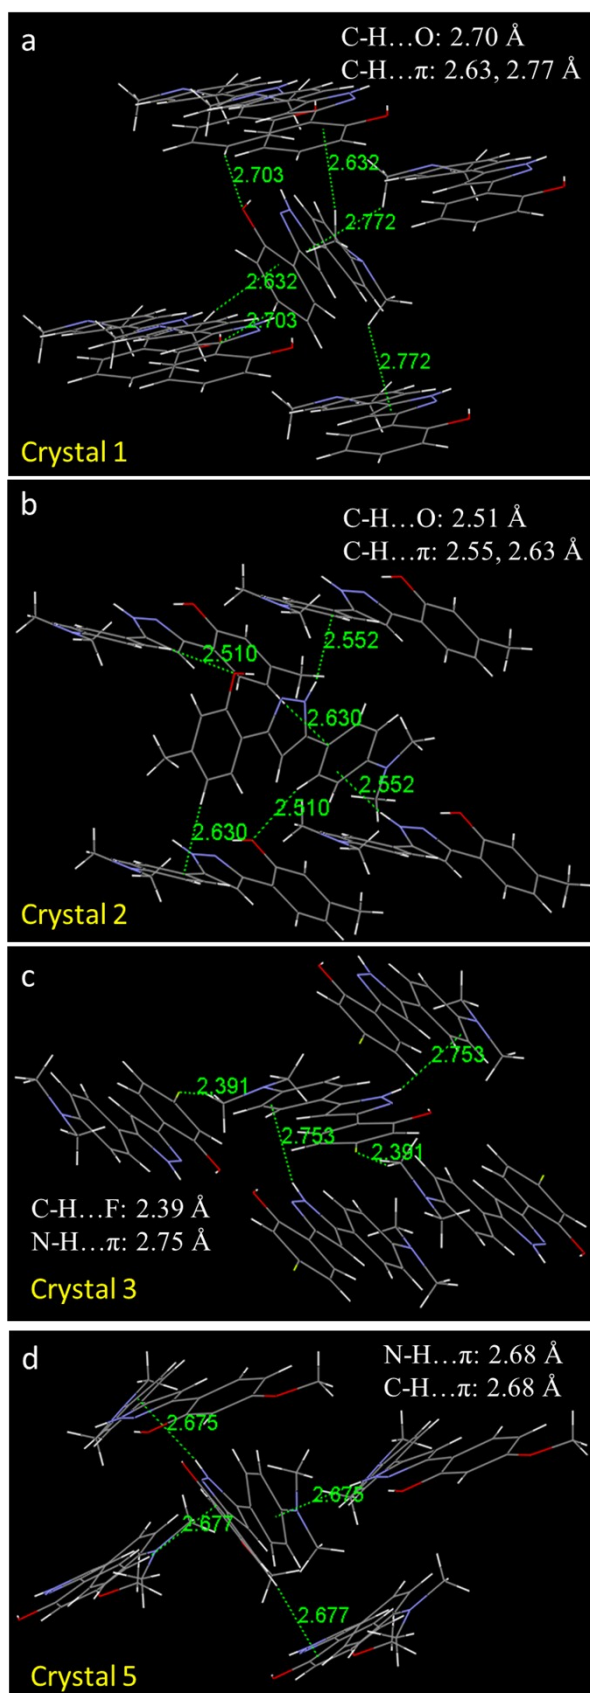 a
C-H...O: 2.70 Å
C-H...π: 2.63, 2.77 Å
2.703
2.632
2.772
2.632
2.703
2.772
Crystal 1
b
C-H...O: 2.51 Å
C-H...π: 2.55, 2.63 Å
2.510
2.552
2.630
2.552
2.510
2.630
Crystal 2
c
2.753
2.391
2.753
2.391
C-H...F: 2.39 Å
N-H...π: 2.75 Å
Crystal 3
d
N-H...π: 2.68 Å
C-H...π: 2.68 Å
2.675
2.675
2.677
2.677
Crystal 5